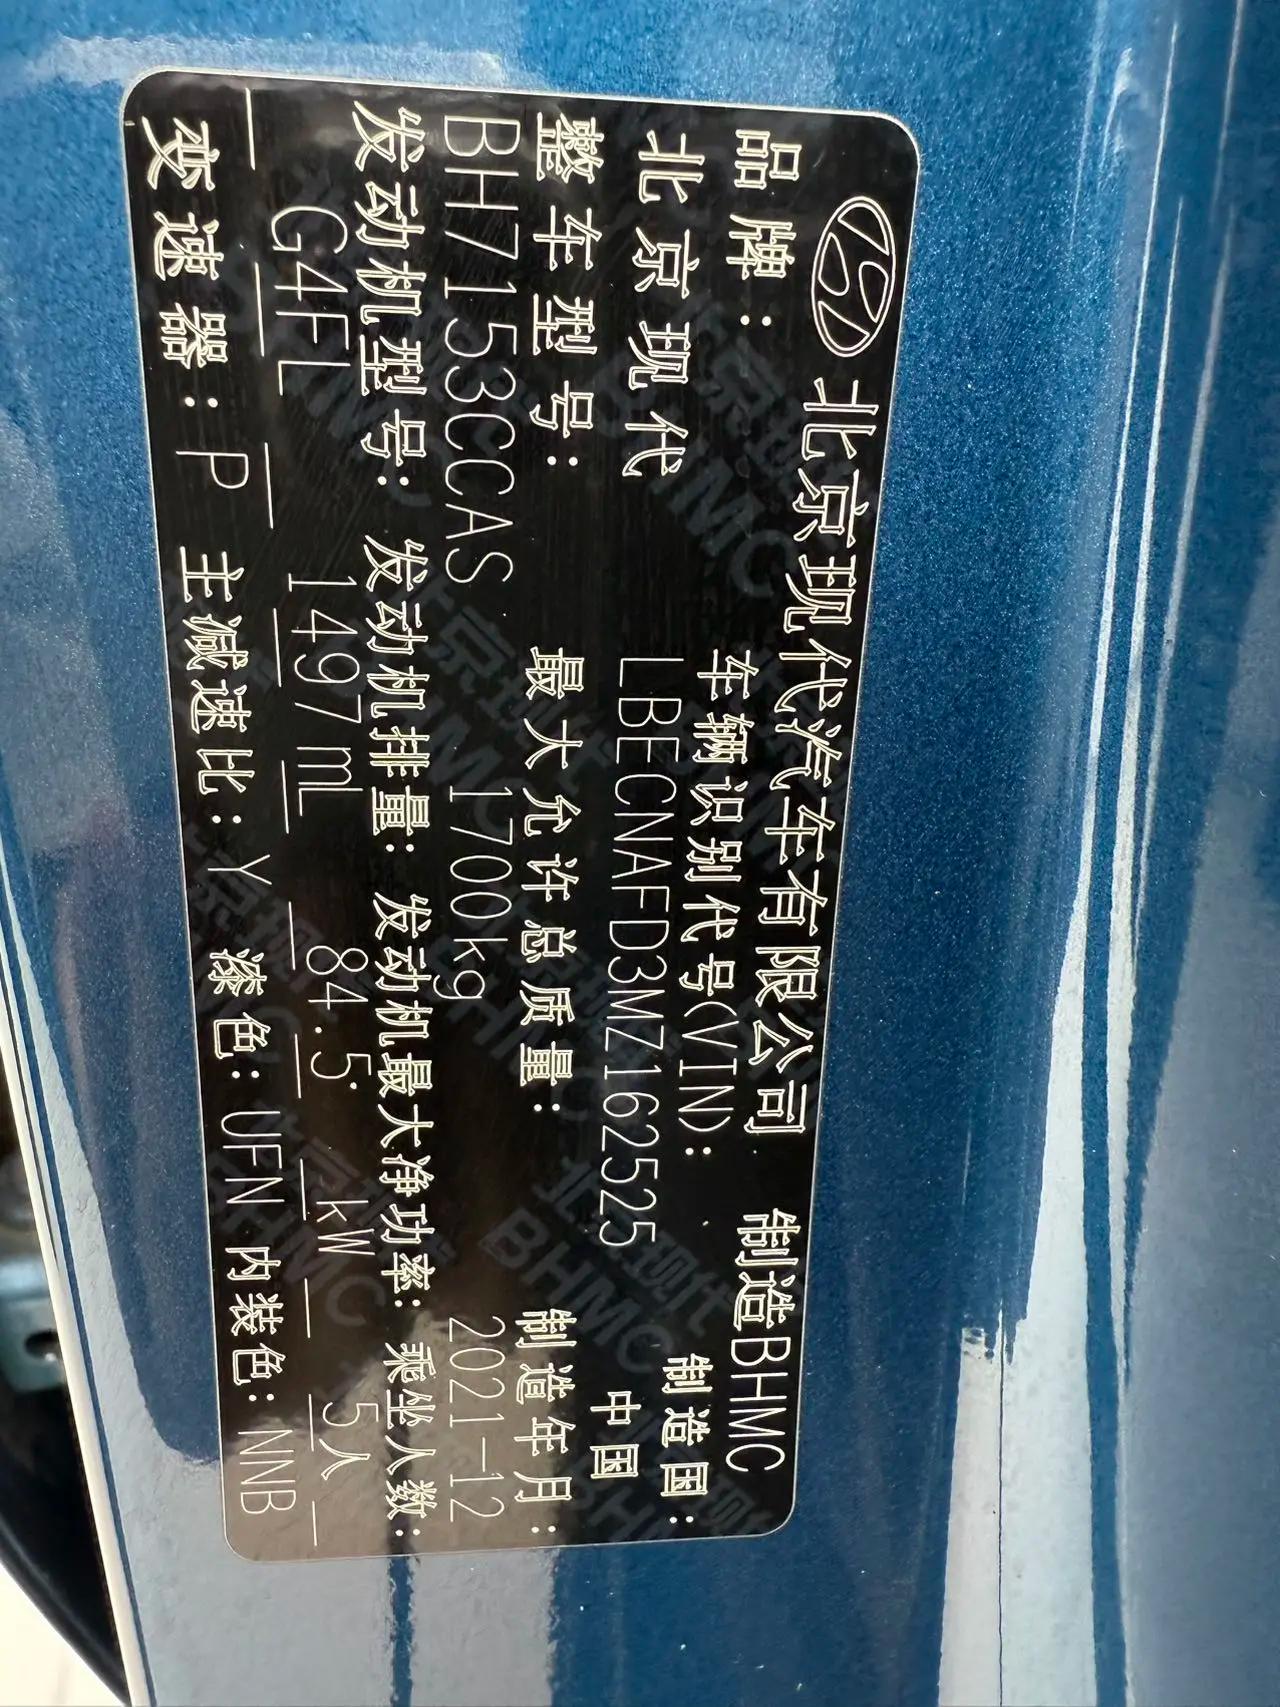 北京现代汽车有限公司 制造BHMC
品牌: 车辆识别代号(VIN): 制造国:
北京现代 LBECNAFD3MZ162525 中国
整车型号: 最大允许总质量: 制造年月:
BH7153CCAS 1700kg 2021-12
发动机型号: 发动机排量: 发动机最大净功率: 乘坐人数:
G4FL 1497mL 84.5 kW 5人
变速器: P 主减速比: Y 漆色: UFN 内装色: NNB